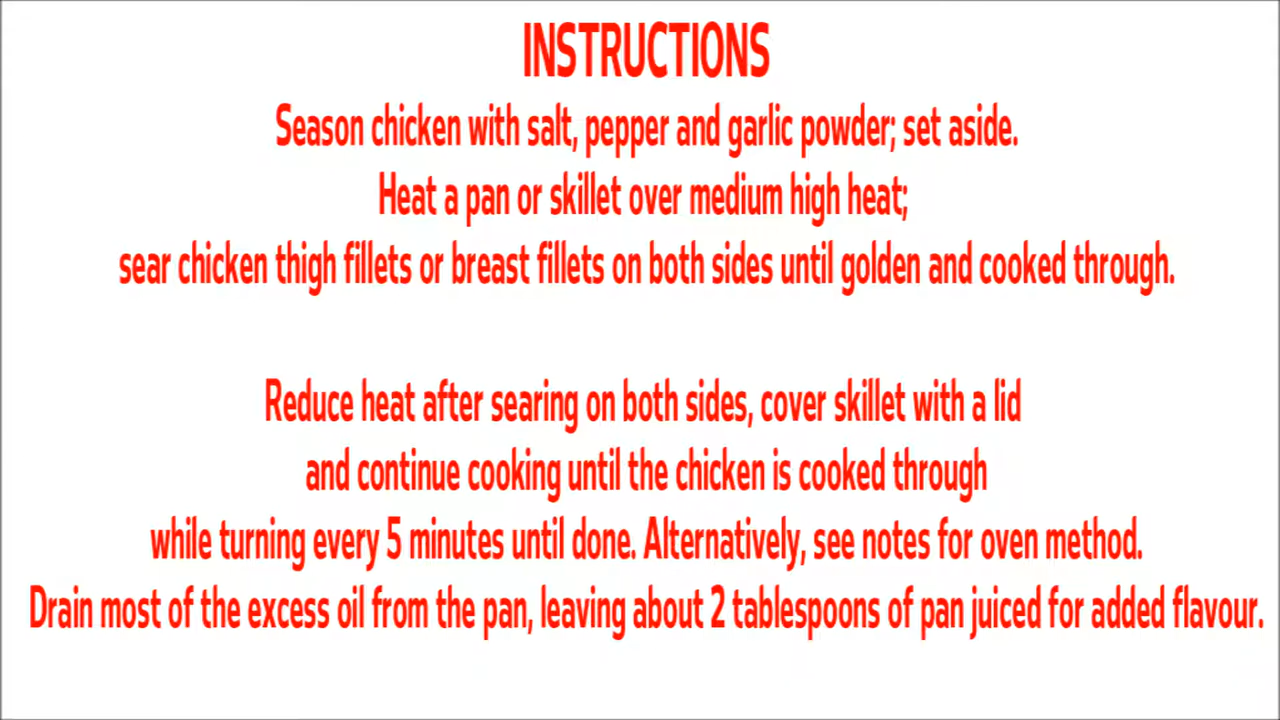 INSTRUCTIONS
Season chicken with salt, pepper and garlic powder; set aside.
Heat a pan or skillet over medium high heat;
sear chicken thigh fillets or breast fillets on both sides until golden and cooked through.
Reduce heat after searing on both sides, cover skillet with a lid
and continue cooking until the chicken is cooked through
while turning every 5 minutes until done. Alternatively, see notes for oven method.
Drain most of the excess oil from the pan, leaving about 2 tablespoons of pan juiced for added flavour.